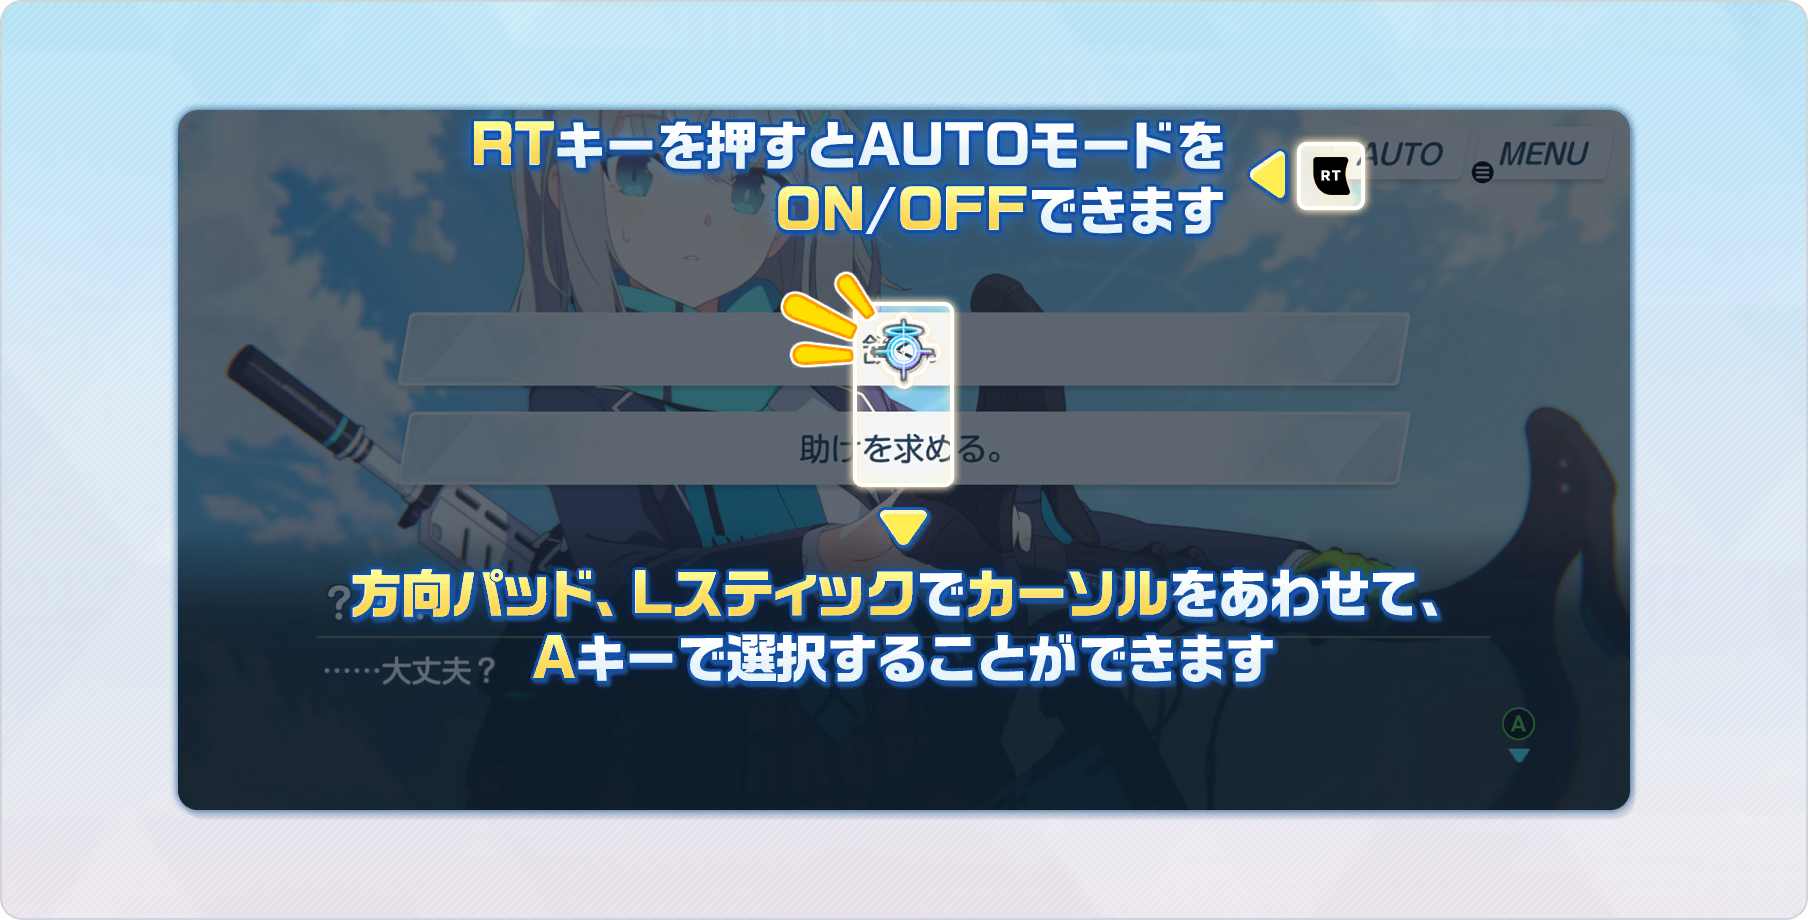 RTキーを押すとAUTOモードを
ON/OFFできます
RT
AUTO
MENU
助けを求める。
方向パッド、Lスティックでカーソルをあわせて、
?
Aキーで選択することができます
……大丈夫？
A